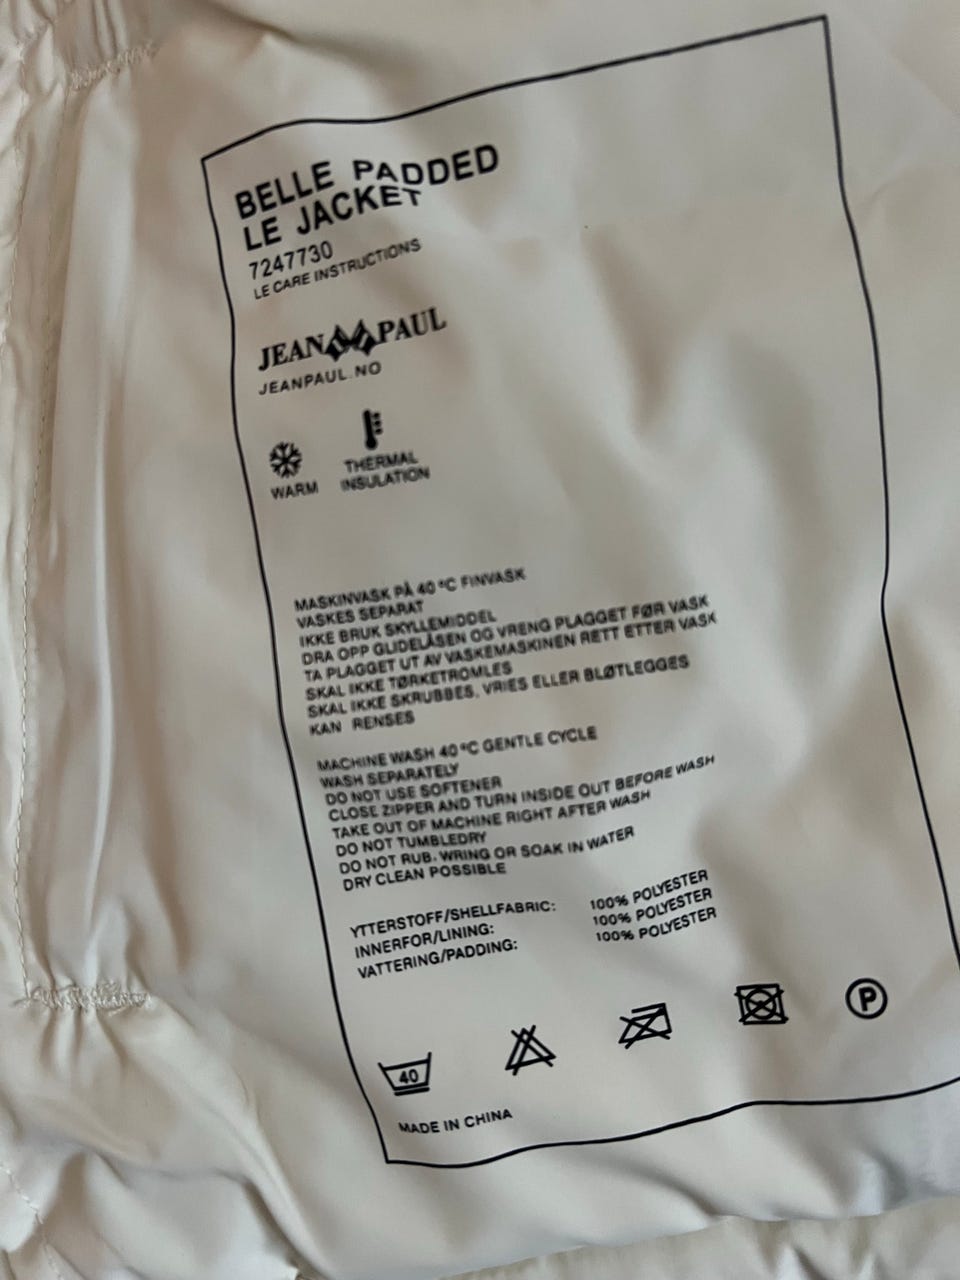 BELLE PADDED
LE JACKET
7247730
LE CARE INSTRUCTIONS
JEAN PAUL
JEANPAUL.NO
WARM
THERMAL
INSULATION
MASKINVASK PÅ 40 °C FINVASK
VASKES SEPARAT
IKKE BRUK SKYLLEMIDDEL
DRA OPP GLIDELÅSEN OG VRENG PLAGGET FØR VASK
TA PLAGGET UT AV VASKEMASKINEN RETT ETTER VASK
SKAL IKKE TØRKETROMLES
SKAL IKKE SKRUBBES, VRIES ELLER BLØTLEGGES
KAN RENSES
MACHINE WASH 40 °C GENTLE CYCLE
WASH SEPARATELY
DO NOT USE SOFTENER
CLOSE ZIPPER AND TURN INSIDE OUT BEFORE WASH
TAKE OUT OF MACHINE RIGHT AFTER WASH
DO NOT TUMBLEDRY
DO NOT RUB, WRING OR SOAK IN WATER
DRY CLEAN POSSIBLE
YTTERSTOFF/SHELLFABRIC: 100% POLYESTER
INNERFOR/LINING: 100% POLYESTER
VATTERING/PADDING: 100% POLYESTER
40
P
MADE IN CHINA